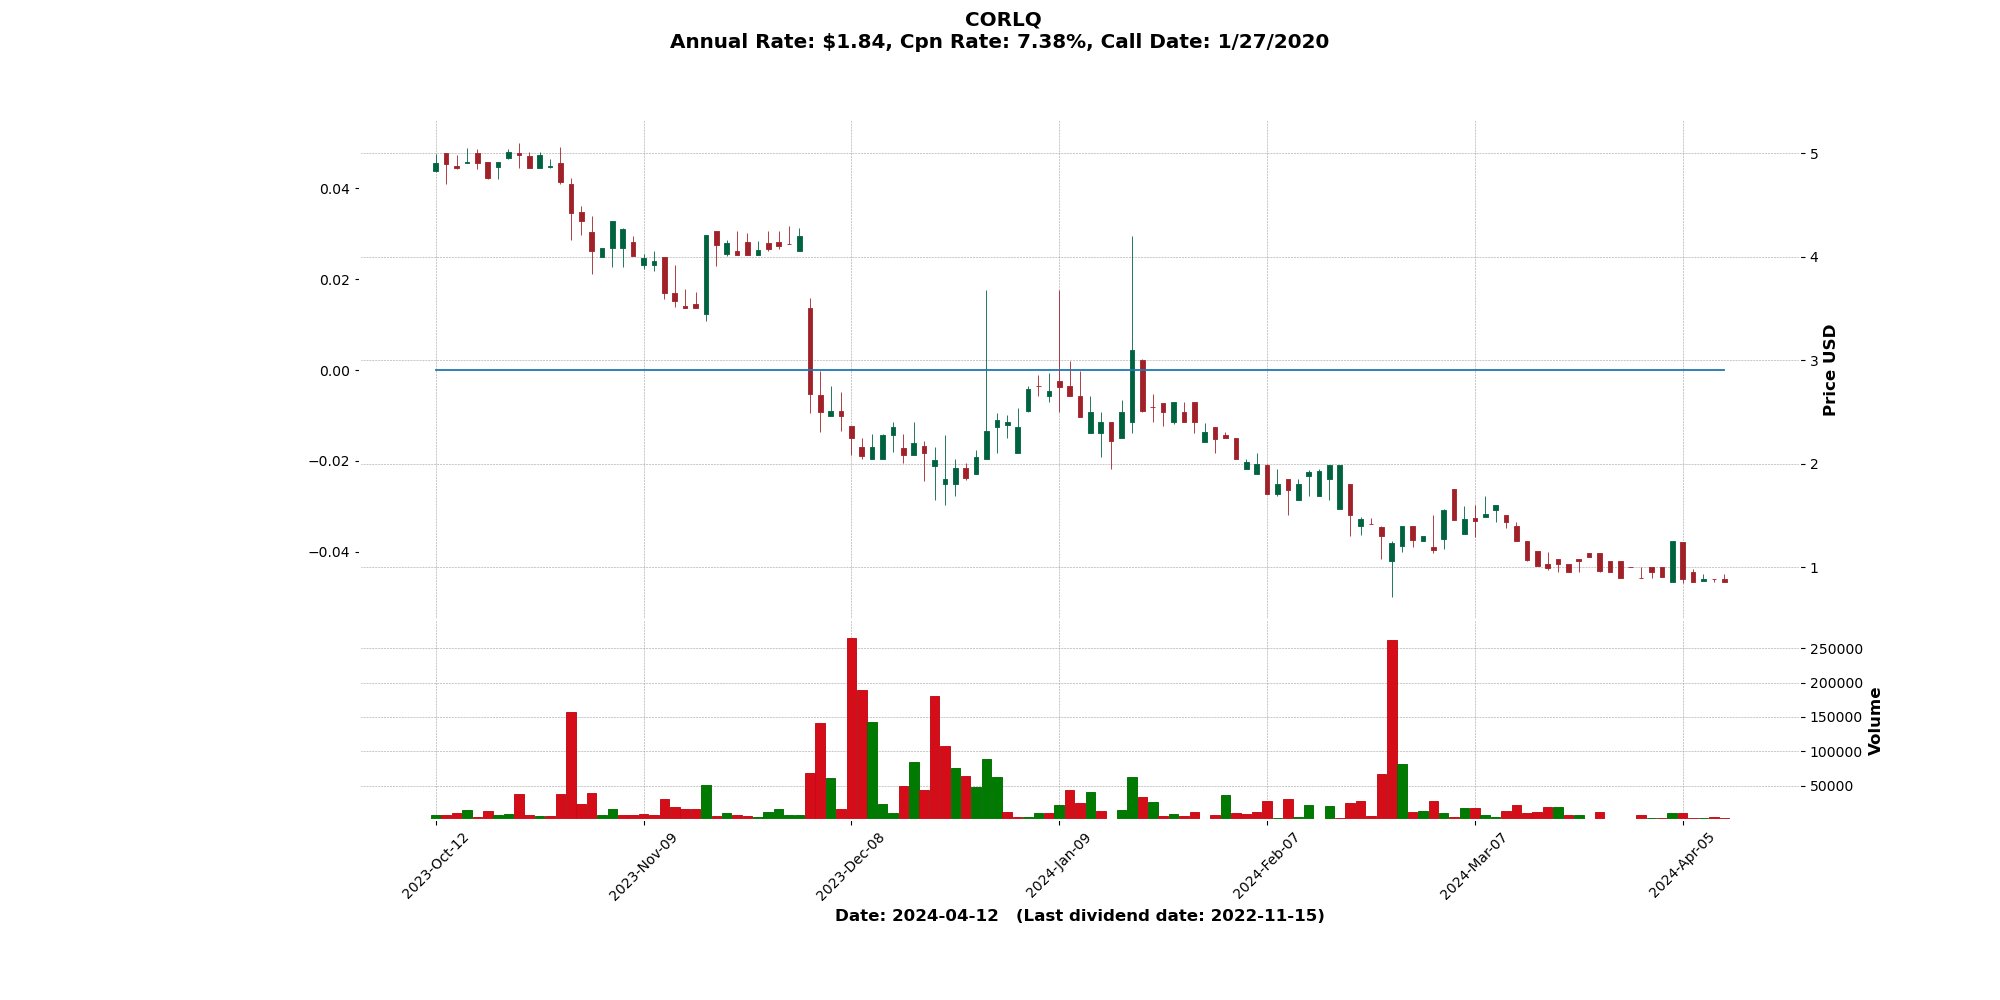 CORLQ
Annual Rate: $1.84, Cpn Rate: 7.38%, Call Date: 1/27/2020
0.04
0.02
0.00
−0.02
−0.04
5
4
3
2
1
Price USD
250000
200000
150000
100000
50000
Volume
2023-Oct-12
2023-Nov-09
2023-Dec-08
2024-Jan-09
2024-Feb-07
2024-Mar-07
2024-Apr-05
Date: 2024-04-12 (Last dividend date: 2022-11-15)